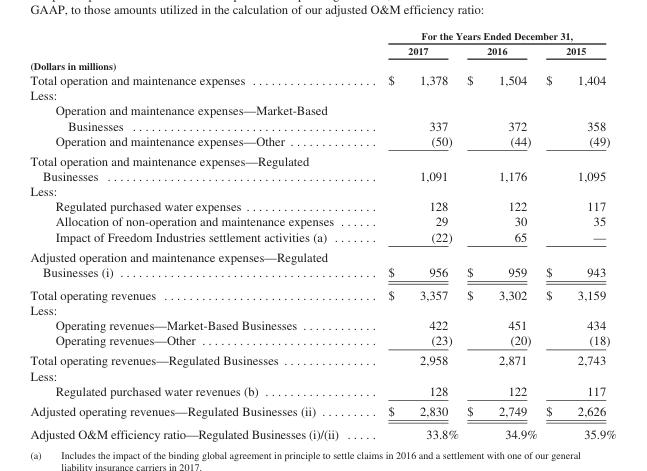 GAAP, to those amounts utilized in the calculation of our adjusted O&M efficiency ratio:
For the Years Ended December 31,
2017 2016 2015
(Dollars in millions)
Total operation and maintenance expenses .................... $ 1,378 $ 1,504 $ 1,404
Less:
Operation and maintenance expenses—Market-Based
Businesses ....................................... 337 372 358
Operation and maintenance expenses—Other .............. (50) (44) (49)
Total operation and maintenance expenses—Regulated
Businesses ........................................... 1,091 1,176 1,095
Less:
Regulated purchased water expenses ..................... 128 122 117
Allocation of non-operation and maintenance expenses ...... 29 30 35
Impact of Freedom Industries settlement activities (a) ....... (22) 65 —
Adjusted operation and maintenance expenses—Regulated
Businesses (i) ......................................... $ 956 $ 959 $ 943
Total operating revenues .................................. $ 3,357 $ 3,302 $ 3,159
Less:
Operating revenues—Market-Based Businesses ............. 422 451 434
Operating revenues—Other ............................ (23) (20) (18)
Total operating revenues—Regulated Businesses ............... 2,958 2,871 2,743
Less:
Regulated purchased water revenues (b) .................. 128 122 117
Adjusted operating revenues—Regulated Businesses (ii) ......... $ 2,830 $ 2,749 $ 2,626
Adjusted O&M efficiency ratio—Regulated Businesses (i)/(ii) ..... 33.8% 34.9% 35.9%
(a) Includes the impact of the binding global agreement in principle to settle claims in 2016 and a settlement with one of our general
liability insurance carriers in 2017.